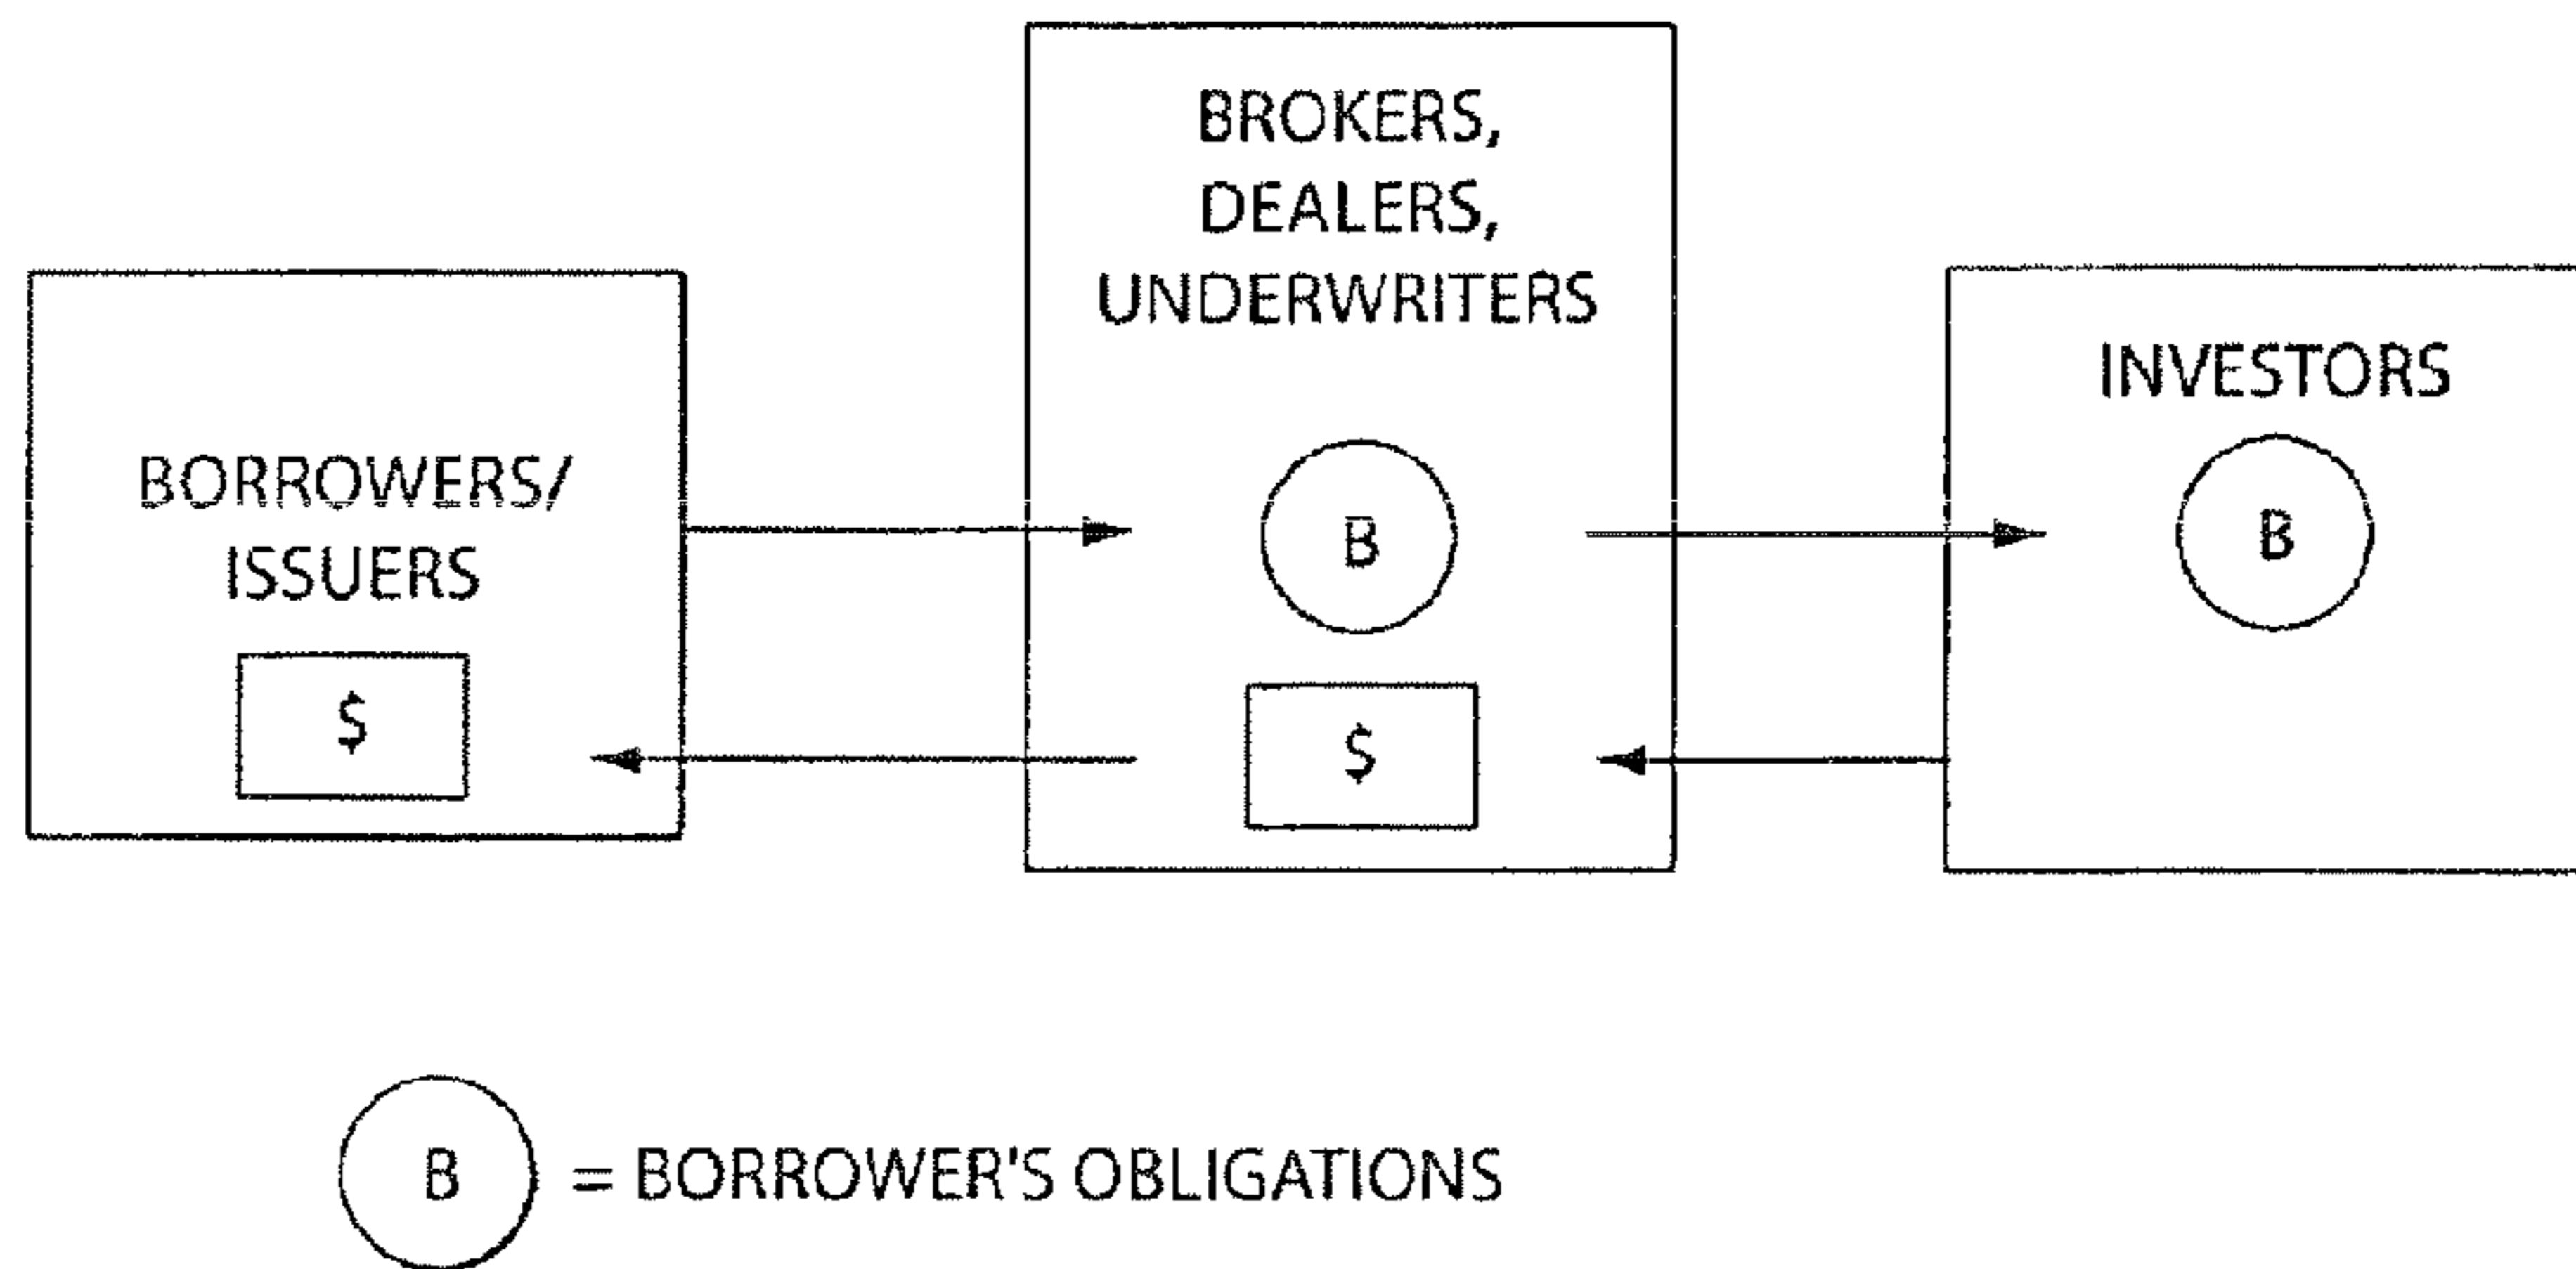 BROKERS,
DEALERS,
UNDERWRITERS
B
$
BORROWERS/
ISSUERS
$
INVESTORS
B
B = BORROWER'S OBLIGATIONS